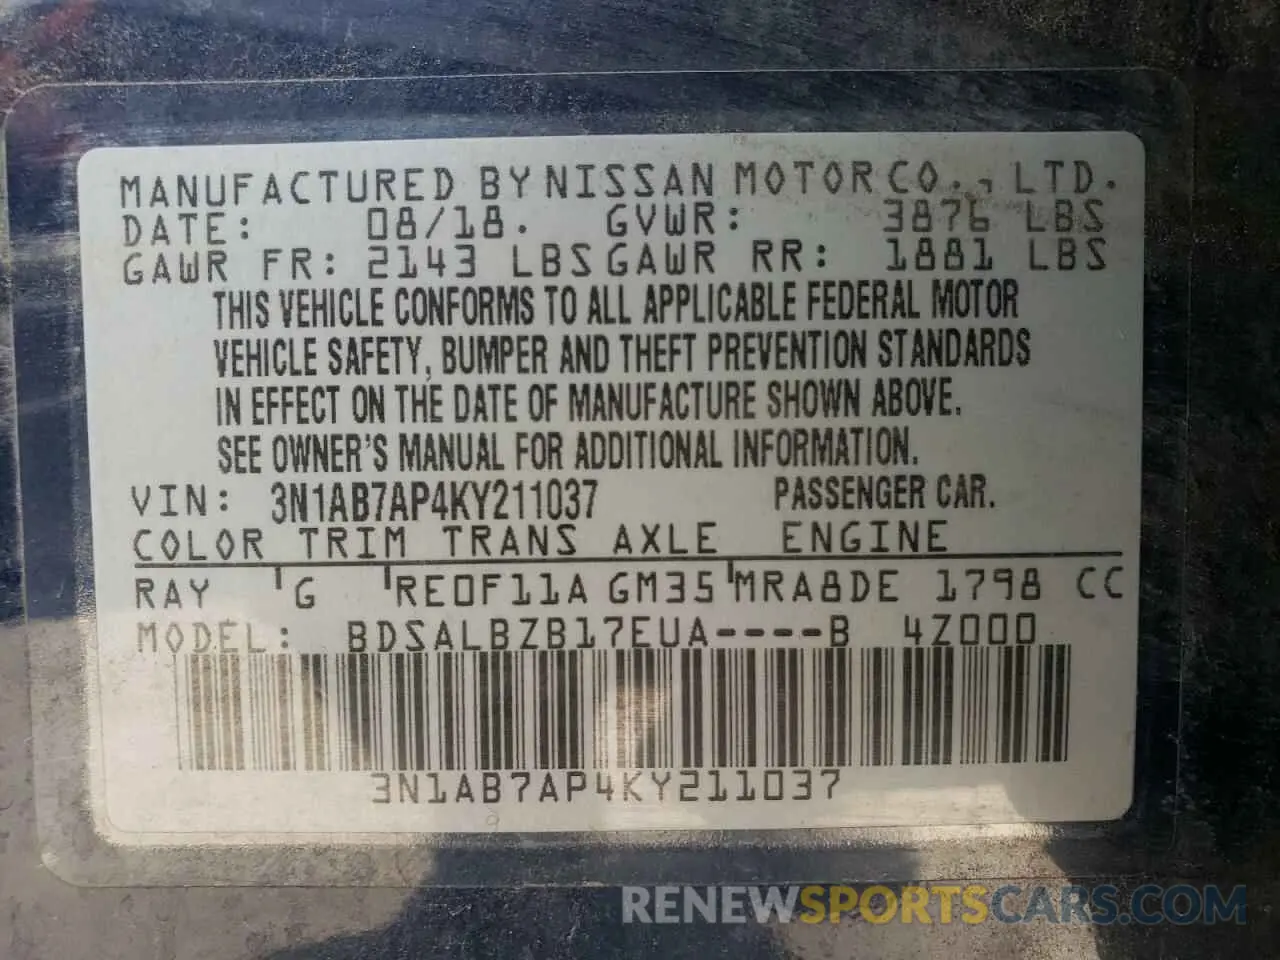 MANUFACTURED BY NISSAN MOTOR CO., LTD.
DATE: 08/18. GVWR: 3876 LBS
GAWR FR: 2143 LBS GAWR RR: 1881 LBS
THIS VEHICLE CONFORMS TO ALL APPLICABLE FEDERAL MOTOR
VEHICLE SAFETY, BUMPER AND THEFT PREVENTION STANDARDS
IN EFFECT ON THE DATE OF MANUFACTURE SHOWN ABOVE.
SEE OWNER'S MANUAL FOR ADDITIONAL INFORMATION.
VIN: 3N1AB7AP4KY211037 PASSENGER CAR.
COLOR TRIM TRANS AXLE ENGINE
RAY G RE0F11A GM35 MRA8DE 1798 CC
MODEL: BDSALBZB17EUA----B 4Z000
3N1AB7AP4KY211037
RENEWSPORTSCARS.COM